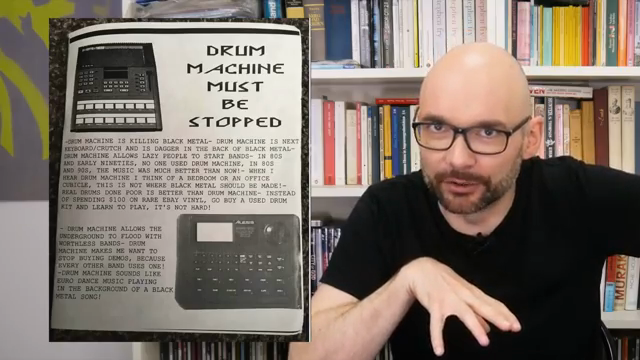 DRUM
MACHINE
MUST
BE
STOPPED
-DRUM MACHINE IS KILLING BLACK METAL- DRUM MACHINE IS NEXT
KEYBOARD/CRUTCH AND IS DAGGER IN THE BACK OF BLACK METAL-
DRUM MACHINE ALLOWS LAZY PEOPLE TO START BANDS- IN 80S
AND EARLY NINETIES, NO ONE USED DRUM MACHINE, IN 80S
AND 90S, THE MUSIC WAS MUCH BETTER THAN NOW!- WHEN I
HEAR DRUM MACHINE I THINK OF A BEDROOM OR AN OFFICE
CUBICLE, THIS IS NOT WHERE BLACK METAL SHOULD BE MADE!-
REAL DRUMS DONE POOR IS BETTER THAN DRUM MACHINE- INSTEAD
OF SPENDING $100 ON RARE EBAY VINYL, GO BUY A USED DRUM
KIT AND LEARN TO PLAY. IT'S NOT HARD!
- DRUM MACHINE ALLOWS THE
UNDERGROUND TO FLOOD WITH
WORTHLESS BANDS- DRUM
MACHINE MAKES ME WANT TO
STOP BUYING DEMOS, BECAUSE
EVERY OTHER BAND USES ONE!
-DRUM MACHINE SOUNDS LIKE
EURO DANCE MUSIC PLAYING
IN THE BACKGROUND OF A BLACK
METAL SONG!
ALESIS
MURAK